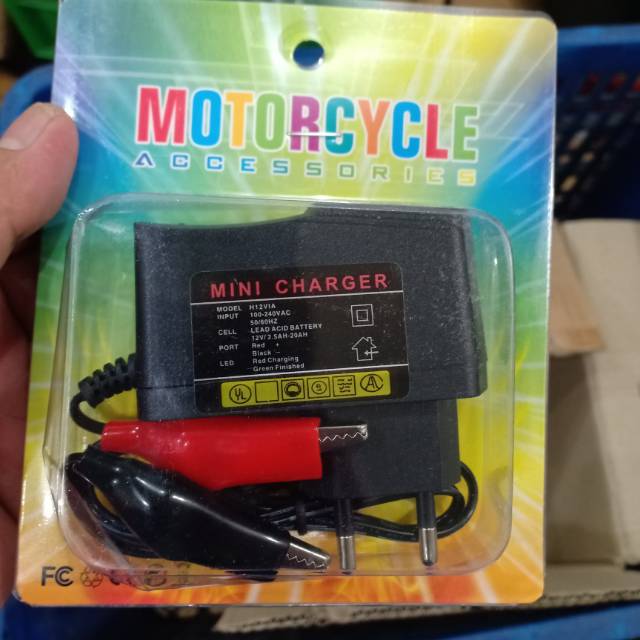 MOTORCYCLE
ACCESSORIES
MINI CHARGER
MODEL H12V1A
INPUT 100-240VAC
50/60HZ
CELL LEAD ACID BATTERY
12V/3.5AH-20AH
PORT Red +
Black –
LED Red Charging
Green Finished
UL
FC